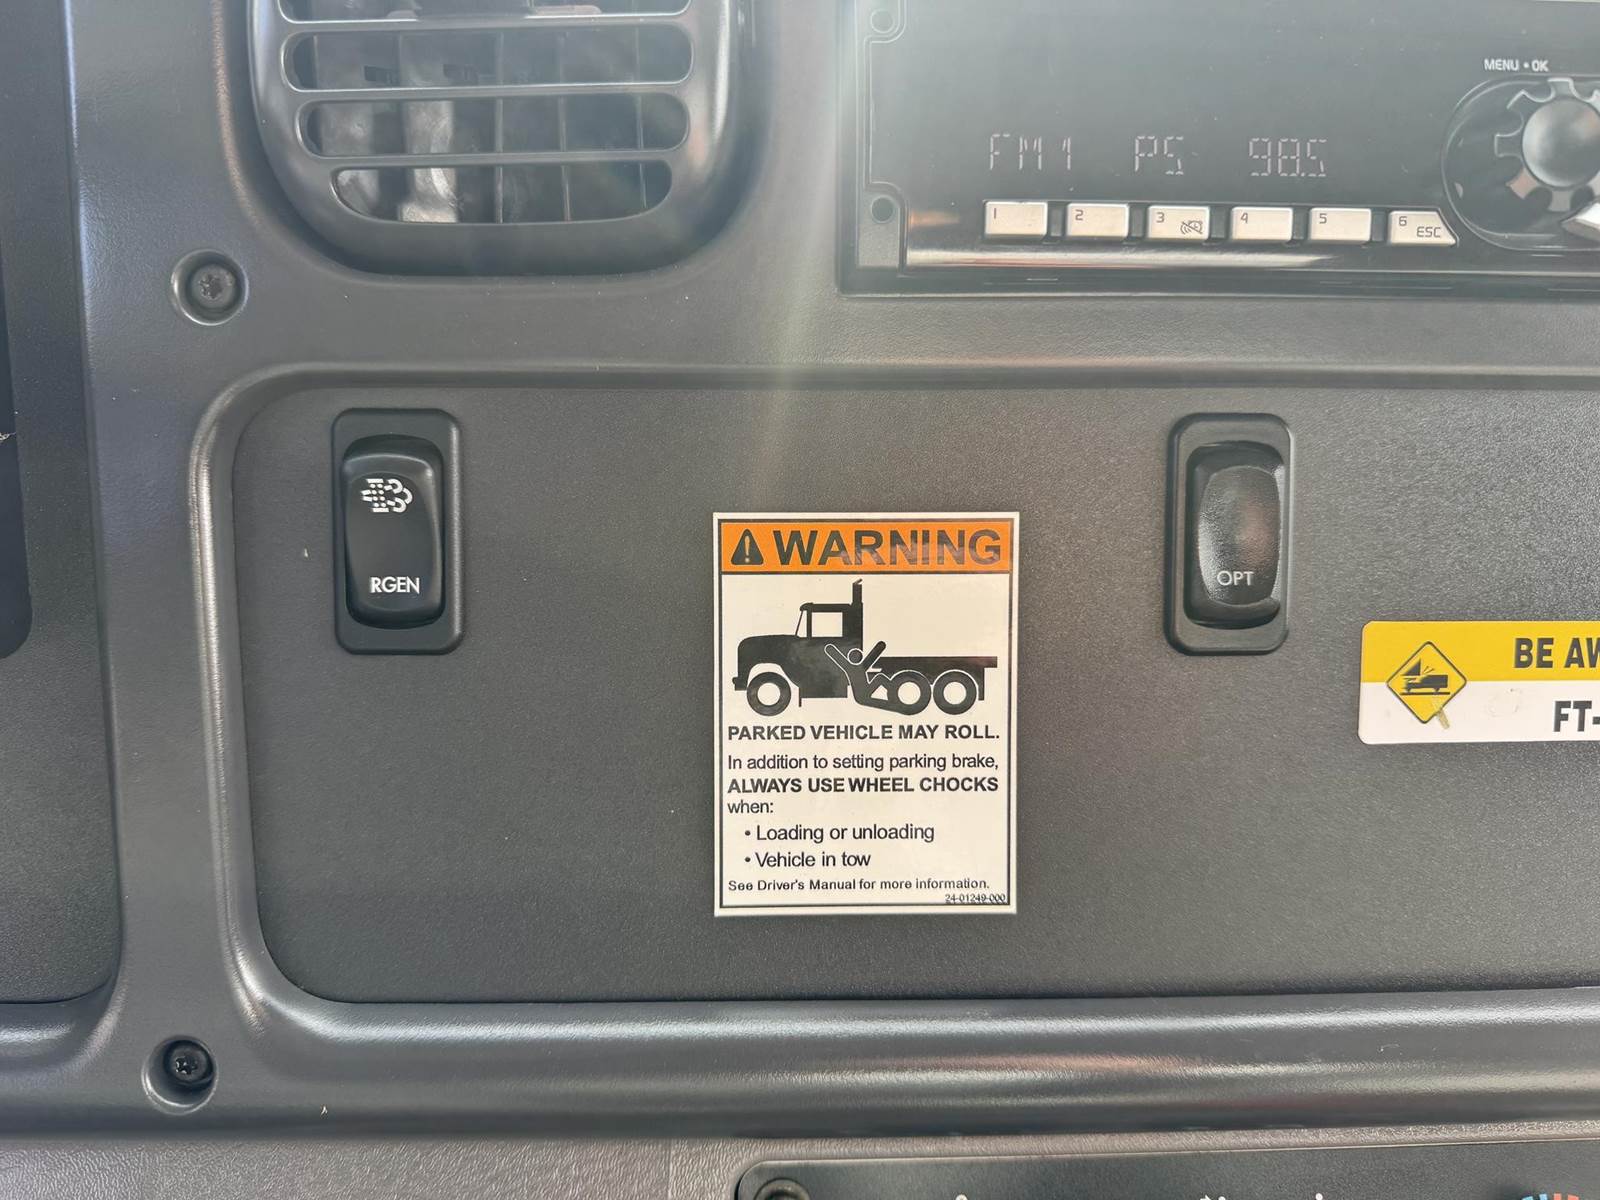 MENU • OK
FM1 PS 98.5
1 2 3 4 5 6 ESC
RGEN
OPT
WARNING
PARKED VEHICLE MAY ROLL.
In addition to setting parking brake,
ALWAYS USE WHEEL CHOCKS
when:
• Loading or unloading
• Vehicle in tow
See Driver's Manual for more information.
24-01249-000
BE AW
FT-